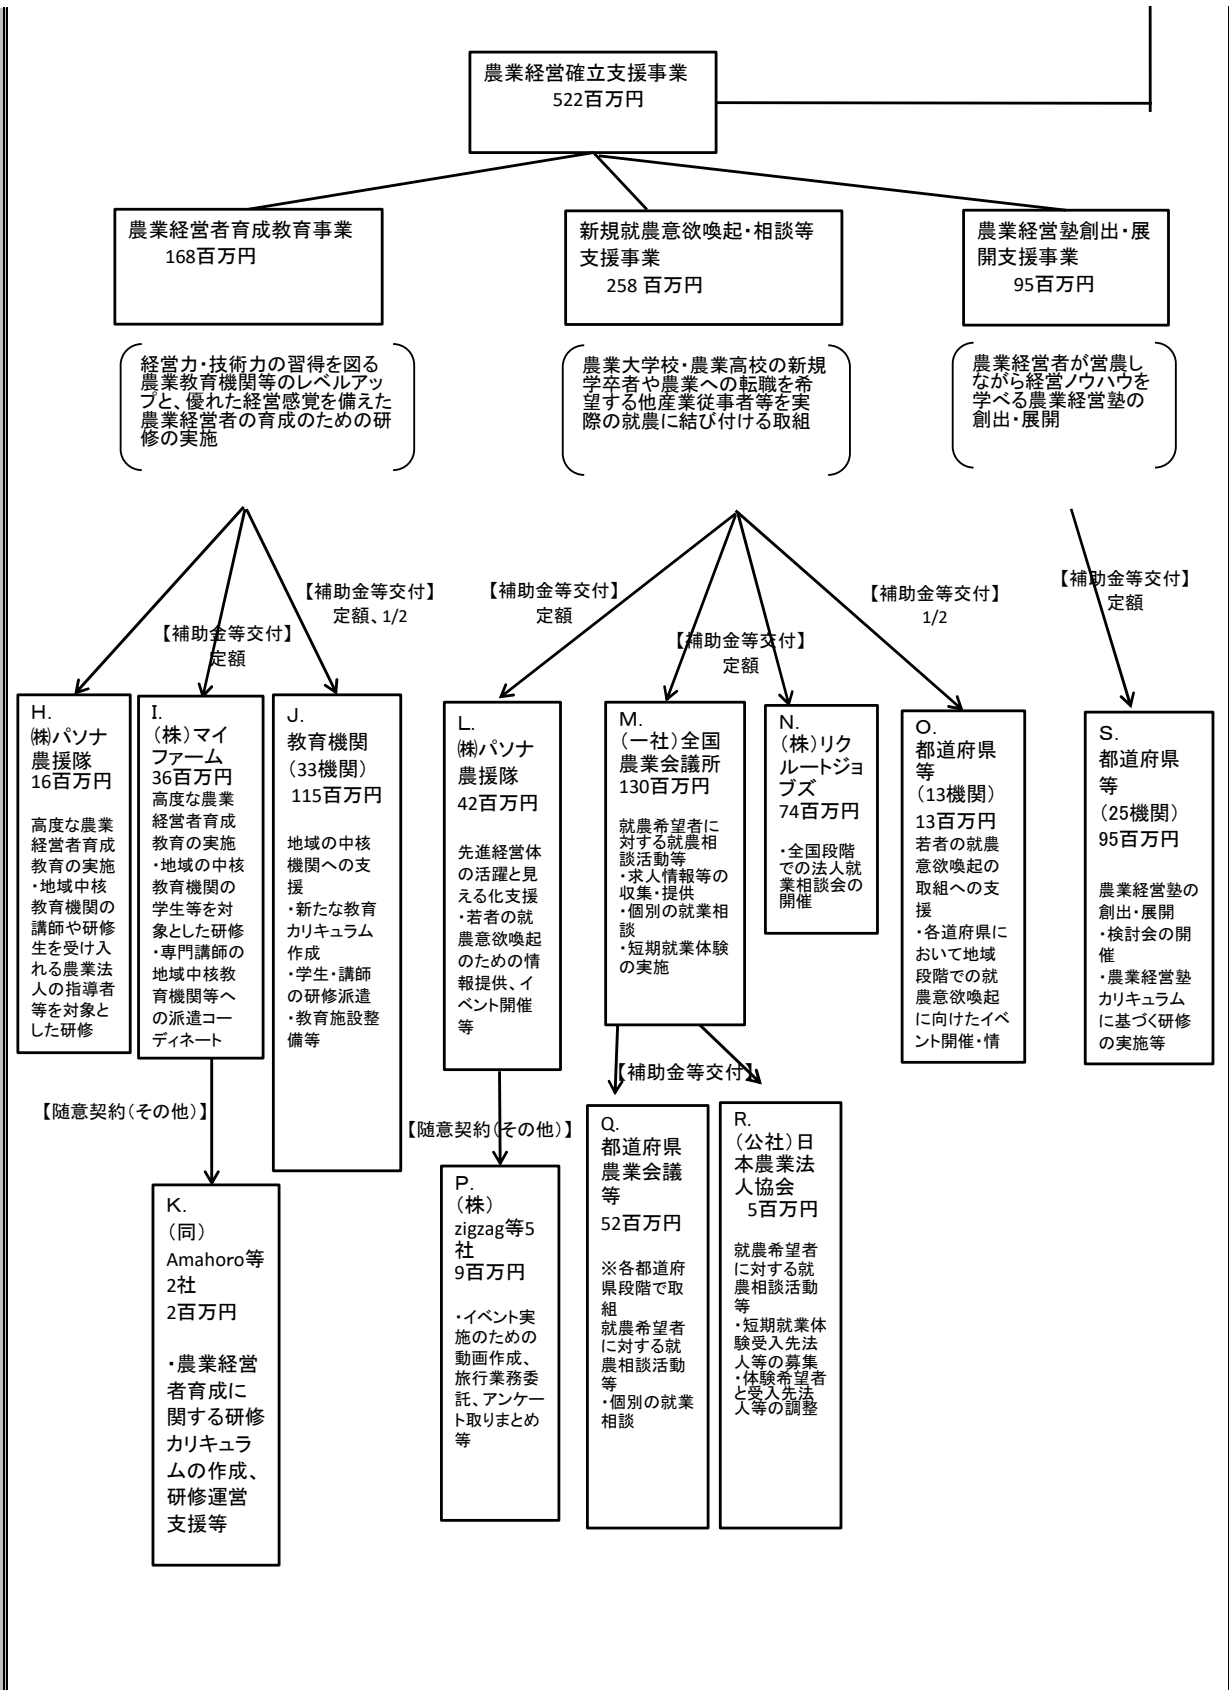 農業経営確立支援事業
522百万円
農業経営者育成教育事業
168百万円
新規就農意欲喚起・相談等
支援事業
258 百万円
農業経営塾創出・展
開支援事業
95百万円
経営力・技術力の習得を図る
農業教育機関等のレベルアッ
プと、優れた経営感覚を備えた
農業経営者の育成のための研
修の実施
農業大学校・農業高校の新規
学卒者や農業への転職を希
望する他産業従事者等を実
際の就農に結び付ける取組
農業経営者が営農し
ながら経営ノウハウを
学べる農業経営塾の
創出・展開
【補助金等交付】
定額、1/2
【補助金等交付】
定額
【補助金等交付】
定額
【補助金等交付】
定額
【補助金等交付】
1/2
【補助金等交付】
定額
H.
㈱パソナ
農援隊
16百万円
高度な農業
経営者育成
教育の実施
・地域中核
教育機関の
講師や研修
生を受け入
れる農業法
人の指導者
等を対象と
した研修
I.
（株）マイ
ファーム
36百万円
高度な農業
経営者育成
教育の実施
・地域の中核
教育機関の
学生等を対
象とした研修
・専門講師の
地域中核教
育機関等へ
の派遣コー
ディネート
J.
教育機関
(33機関)
115百万円
地域の中核
機関への支
援
・新たな教育
カリキュラム
作成
・学生・講師
の研修派遣
・教育施設整
備等
L.
㈱パソナ
農援隊
42百万円
先進経営体
の活躍と見
える化支援
・若者の就
農意欲喚起
のための情
報提供、イ
ベント開催
等
M.
（一社）全国
農業会議所
130百万円
就農希望者に
対する就農相
談活動等
・求人情報等の
収集・提供
・個別の就業相
談
・短期就業体験
の実施
N.
（株）リク
ルートジョ
ブズ
74百万円
・全国段階
での法人就
業相談会の
開催
O.
都道府県
等
（13機関）
13百万円
若者の就農
意欲喚起の
取組への支
援
・各道府県に
おいて地域
段階での就
農意欲喚起
に向けたイベ
ント開催・情
S.
都道府県
等
（25機関）
95百万円
農業経営塾の
創出・展開
・検討会の開
催
・農業経営塾
カリキュラム
に基づく研修
の実施等
【随意契約（その他）】
【随意契約（その他）】
【補助金等交付】
K.
（同）
Amahoro等
2社
2百万円
・農業経営
者育成に
関する研修
カリキュラ
ムの作成、
研修運営
支援等
P.
（株）
zigzag等5
社
9百万円
・イベント実
施のための
動画作成、
旅行業務委
託、アンケー
ト取りまとめ
等
Q.
都道府県
農業会議
等
52百万円
※各都道府
県段階で取
組
就農希望者
に対する就
農相談活動
等
・個別の就業
相談
R.
（公社）日
本農業法
人協会
5百万円
就農希望者
に対する就
農相談活動
等
・短期就業体
験受入先法
人等の募集
・体験希望者
と受入先法
人等の調整